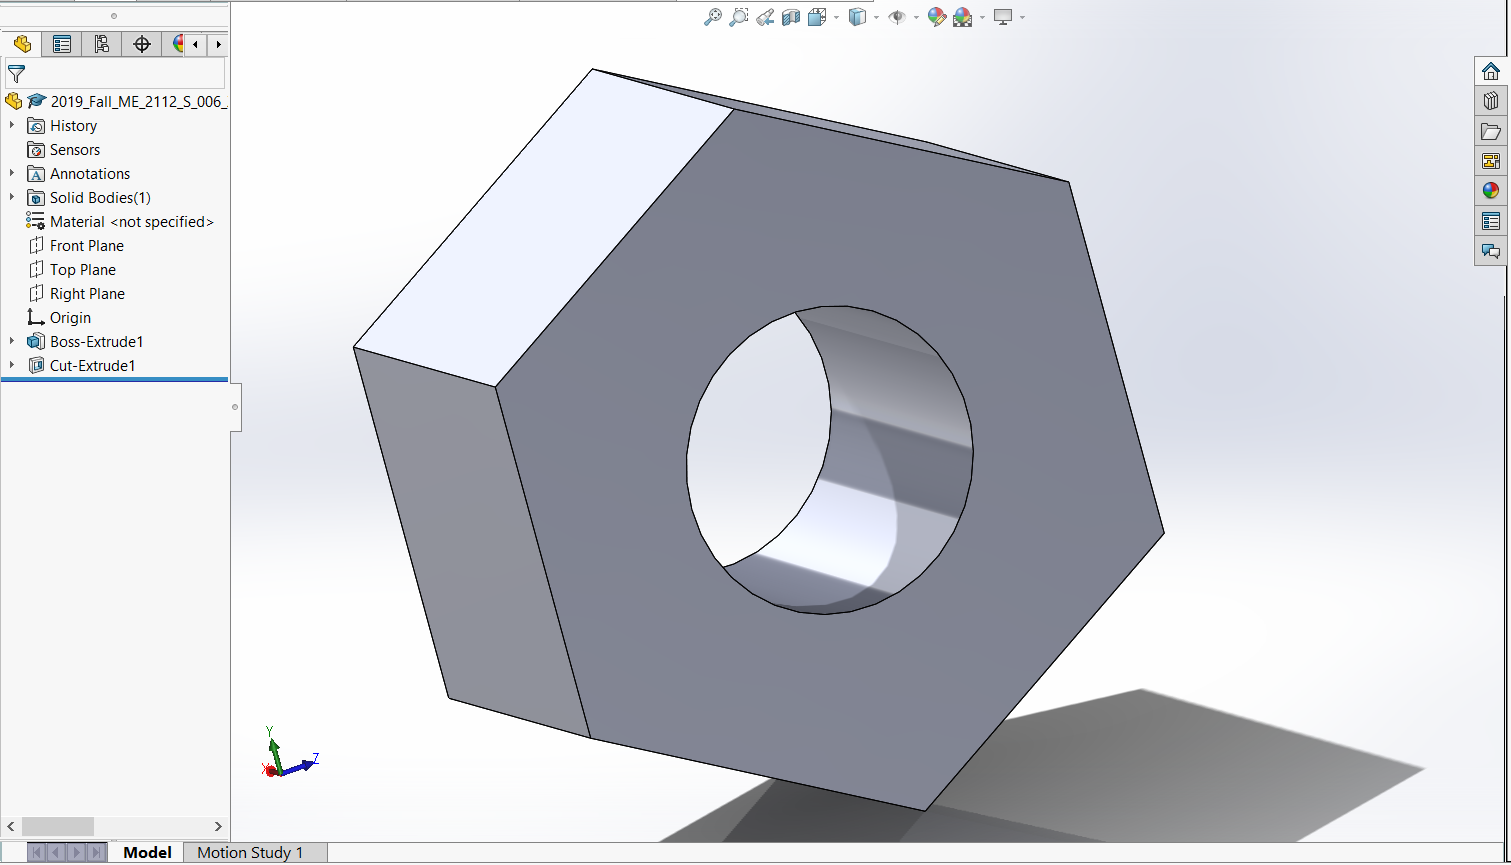 2019_Fall_ME_2112_S_006_
History
Sensors
A Annotations
Solid Bodies(1)
Material <not specified>
Front Plane
Top Plane
Right Plane
Origin
Boss-Extrude1
Cut-Extrude1
Y
X Z
Model Motion Study 1